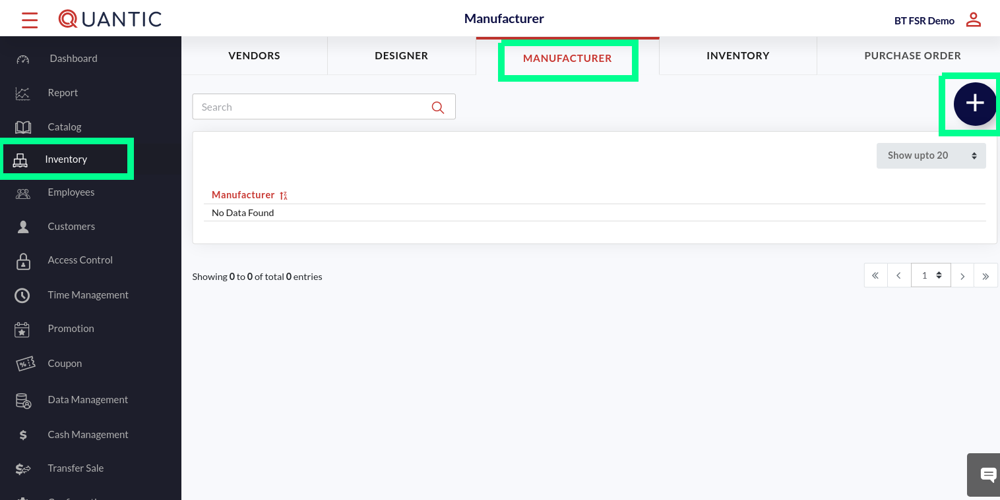 QUANTIC
Manufacturer
BT FSR Demo
Dashboard
Report
Catalog
Inventory
Employees
Customers
Access Control
Time Management
Promotion
Coupon
Data Management
Cash Management
Transfer Sale
VENDORS
DESIGNER
MANUFACTURER
INVENTORY
PURCHASE ORDER
Search
Show upto 20
Manufacturer
No Data Found
Showing 0 to 0 of total 0 entries
1